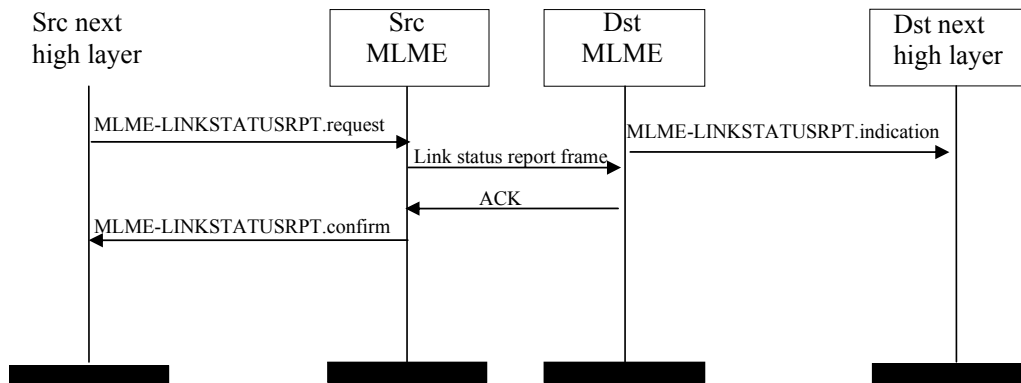 Src next
high layer
Src
MLME
Dst
MLME
Dst next
high layer
MLME-LINKSTATUSRPT.request
MLME-LINKSTATUSRPT.indication
Link status report frame
ACK
MLME-LINKSTATUSRPT.confirm